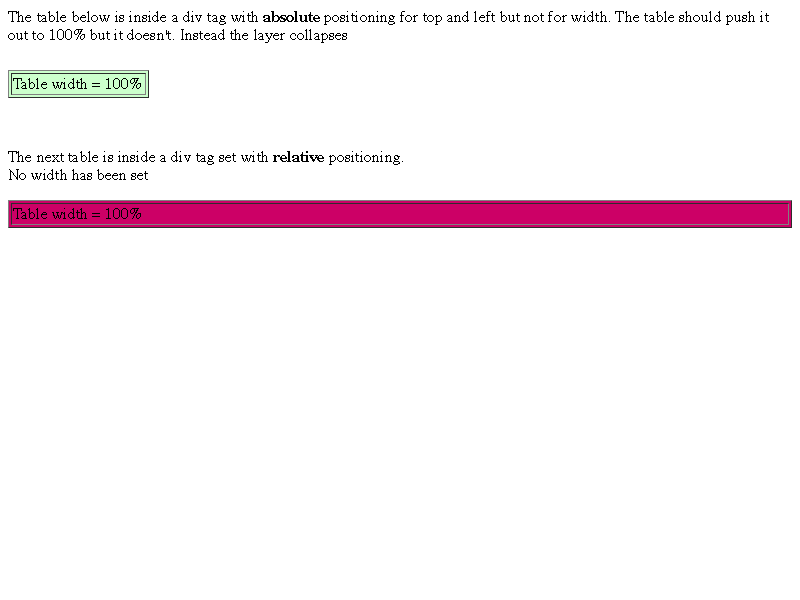 The table below is inside a div tag with absolute positioning for top and left but not for width. The table should push it
out to 100% but it doesn't. Instead the layer collapses
Table width = 100%
The next table is inside a div tag set with relative positioning.
No width has been set
Table width = 100%